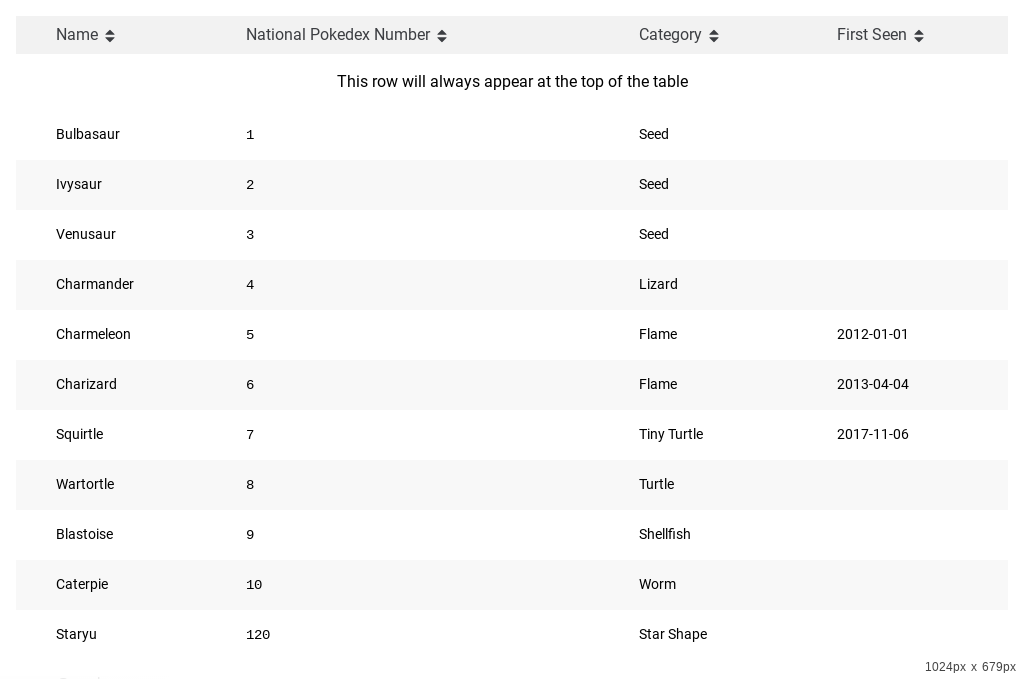 Name National Pokedex Number Category First Seen
This row will always appear at the top of the table
Bulbasaur 1 Seed
Ivysaur 2 Seed
Venusaur 3 Seed
Charmander 4 Lizard
Charmeleon 5 Flame 2012-01-01
Charizard 6 Flame 2013-04-04
Squirtle 7 Tiny Turtle 2017-11-06
Wartortle 8 Turtle
Blastoise 9 Shellfish
Caterpie 10 Worm
Staryu 120 Star Shape
1024px x 679px